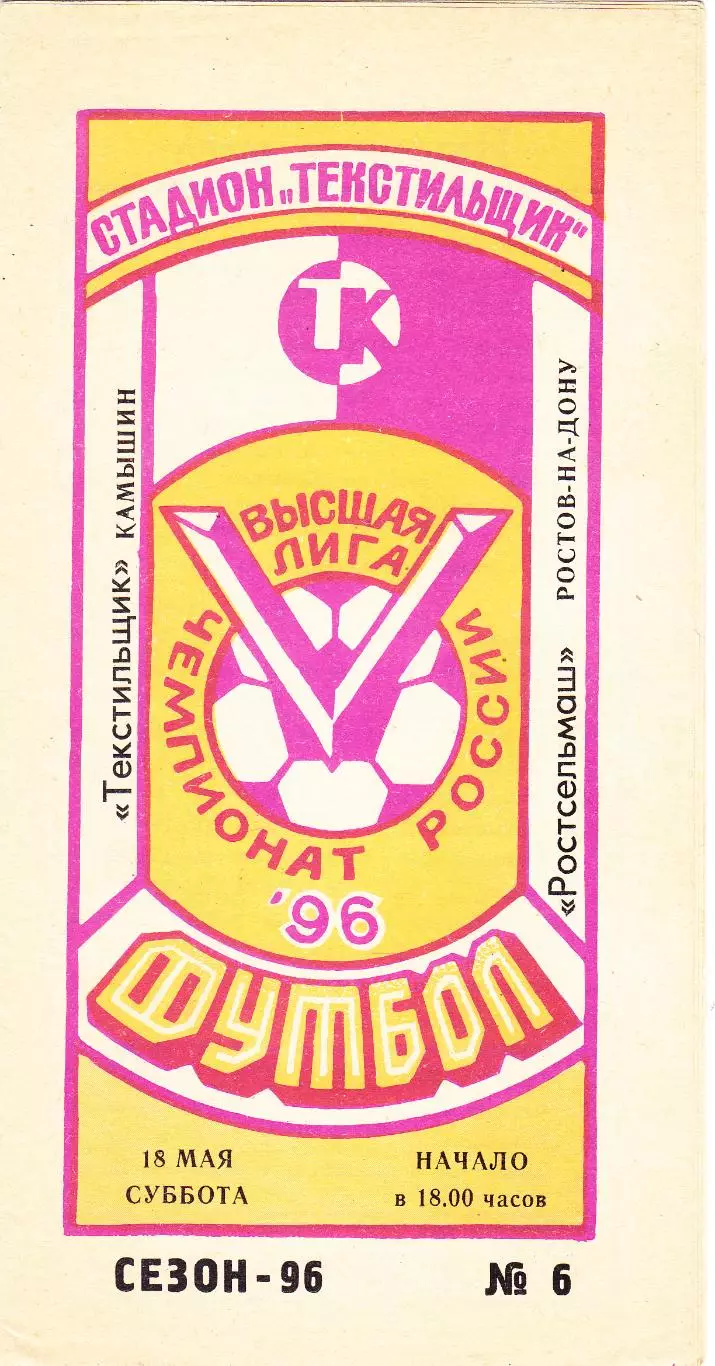 СТАДИОН „ТЕКСТИЛЬЩИК“
ТК
«Текстильщик» КАМЫШИН
«Ростсельмаш» РОСТОВ-НА-ДОНУ
ВЫСШАЯ
ЛИГА
ЧЕМПИОНАТ РОССИИ
'96
ФУТБОЛ
18 МАЯ
СУББОТА
НАЧАЛО
в 18.00 часов
СЕЗОН-96
№ 6